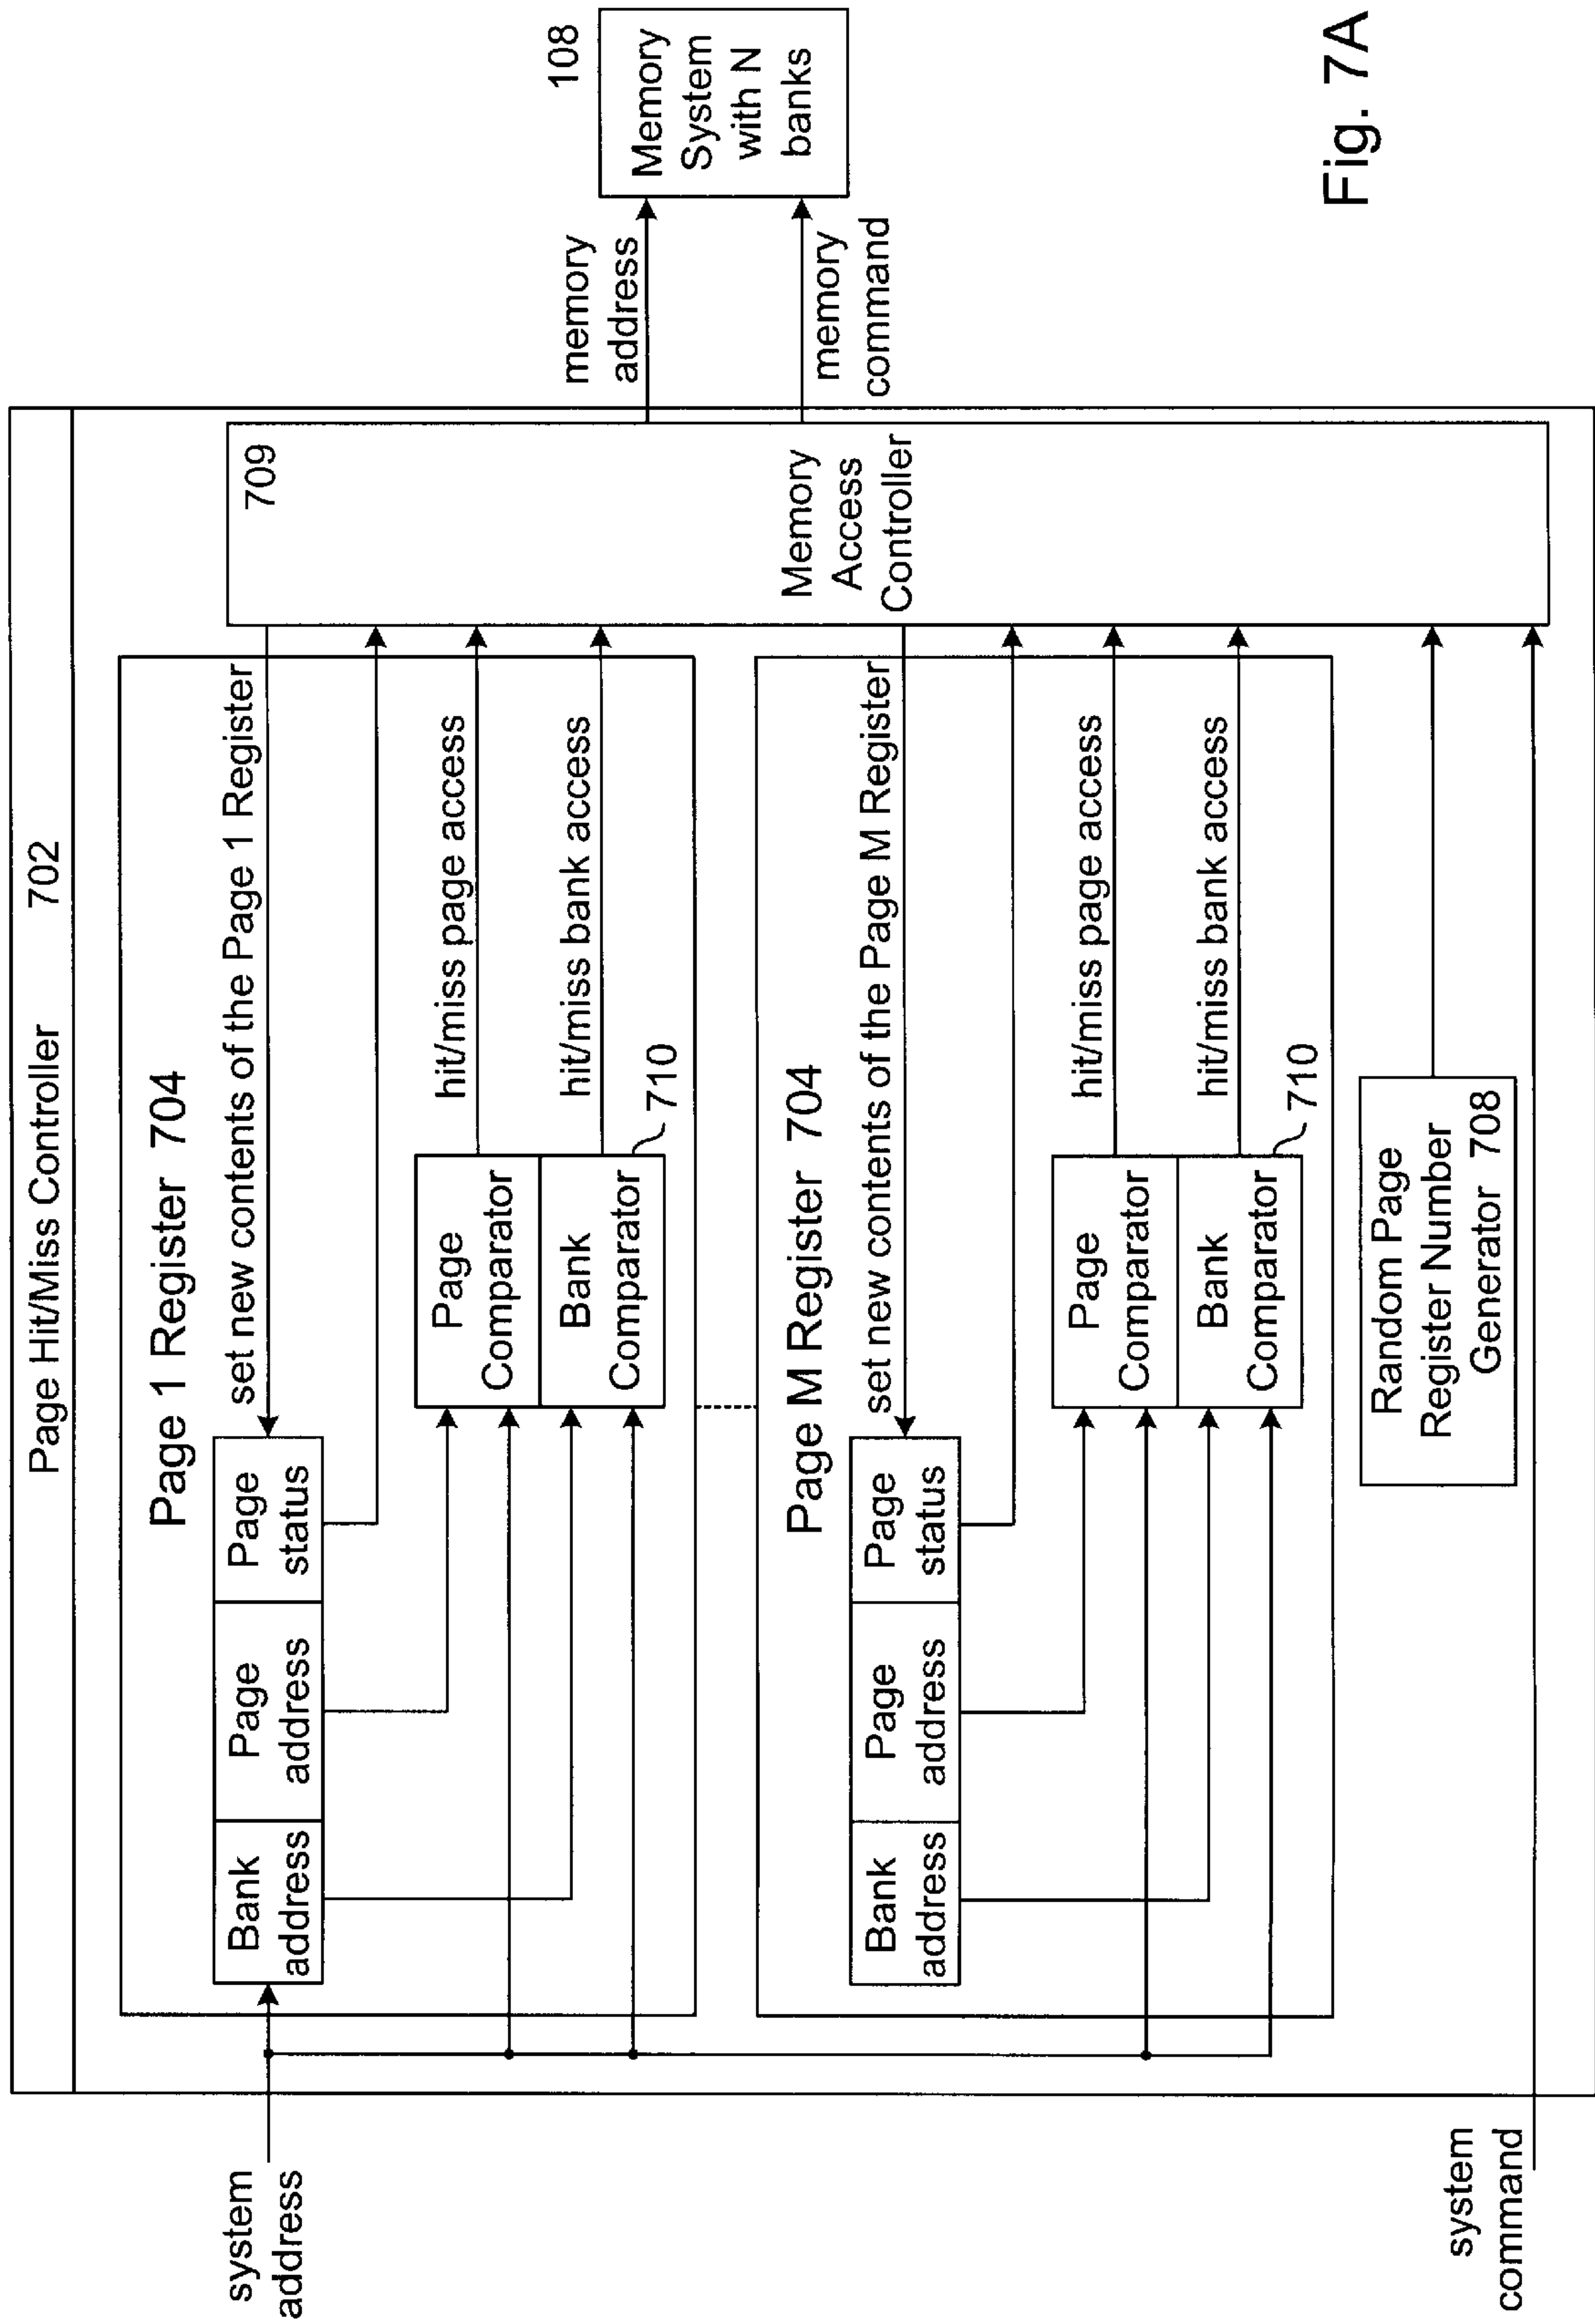 Page Hit/Miss Controller 702
system
address
Page 1 Register 704
Bank
address
Page
address
Page
status
set new contents of the Page 1 Register
Page
Comparator
Bank
Comparator
710
hit/miss page access
hit/miss bank access
Page M Register 704
Bank
address
Page
address
Page
status
set new contents of the Page M Register
Page
Comparator
Bank
Comparator
710
hit/miss page access
hit/miss bank access
Random Page
Register Number
Generator 708
system
command
709
Memory
Access
Controller
memory
address
memory
command
108
Memory
System
with N
banks
Fig. 7A